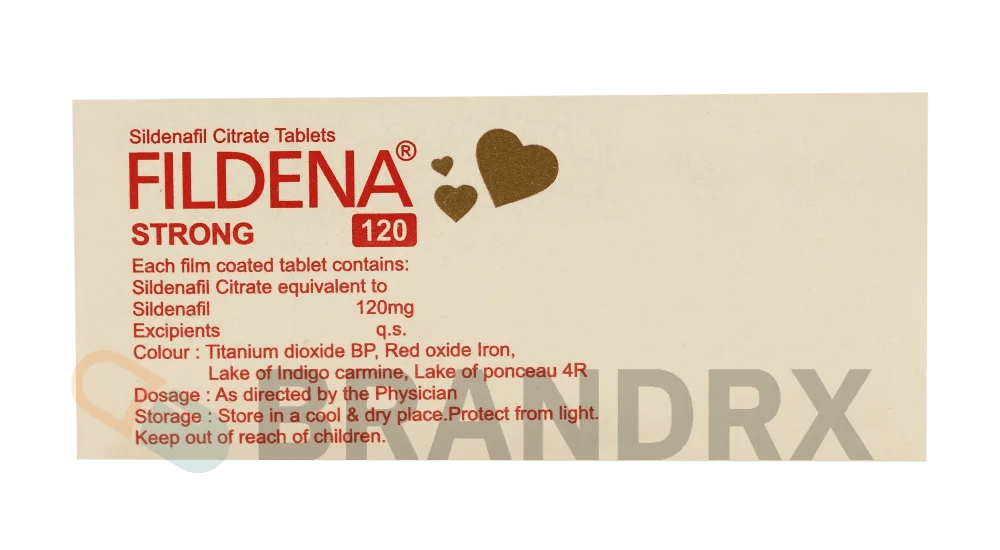 Sildenafil Citrate Tablets
FILDENA®
STRONG 120
Each film coated tablet contains:
Sildenafil Citrate equivalent to
Sildenafil 120mg
Excipients q.s.
Colour : Titanium dioxide BP, Red oxide Iron,
Lake of Indigo carmine, Lake of ponceau 4R
Dosage : As directed by the Physician
Storage : Store in a cool & dry place.Protect from light.
Keep out of reach of children.
BRANDRX